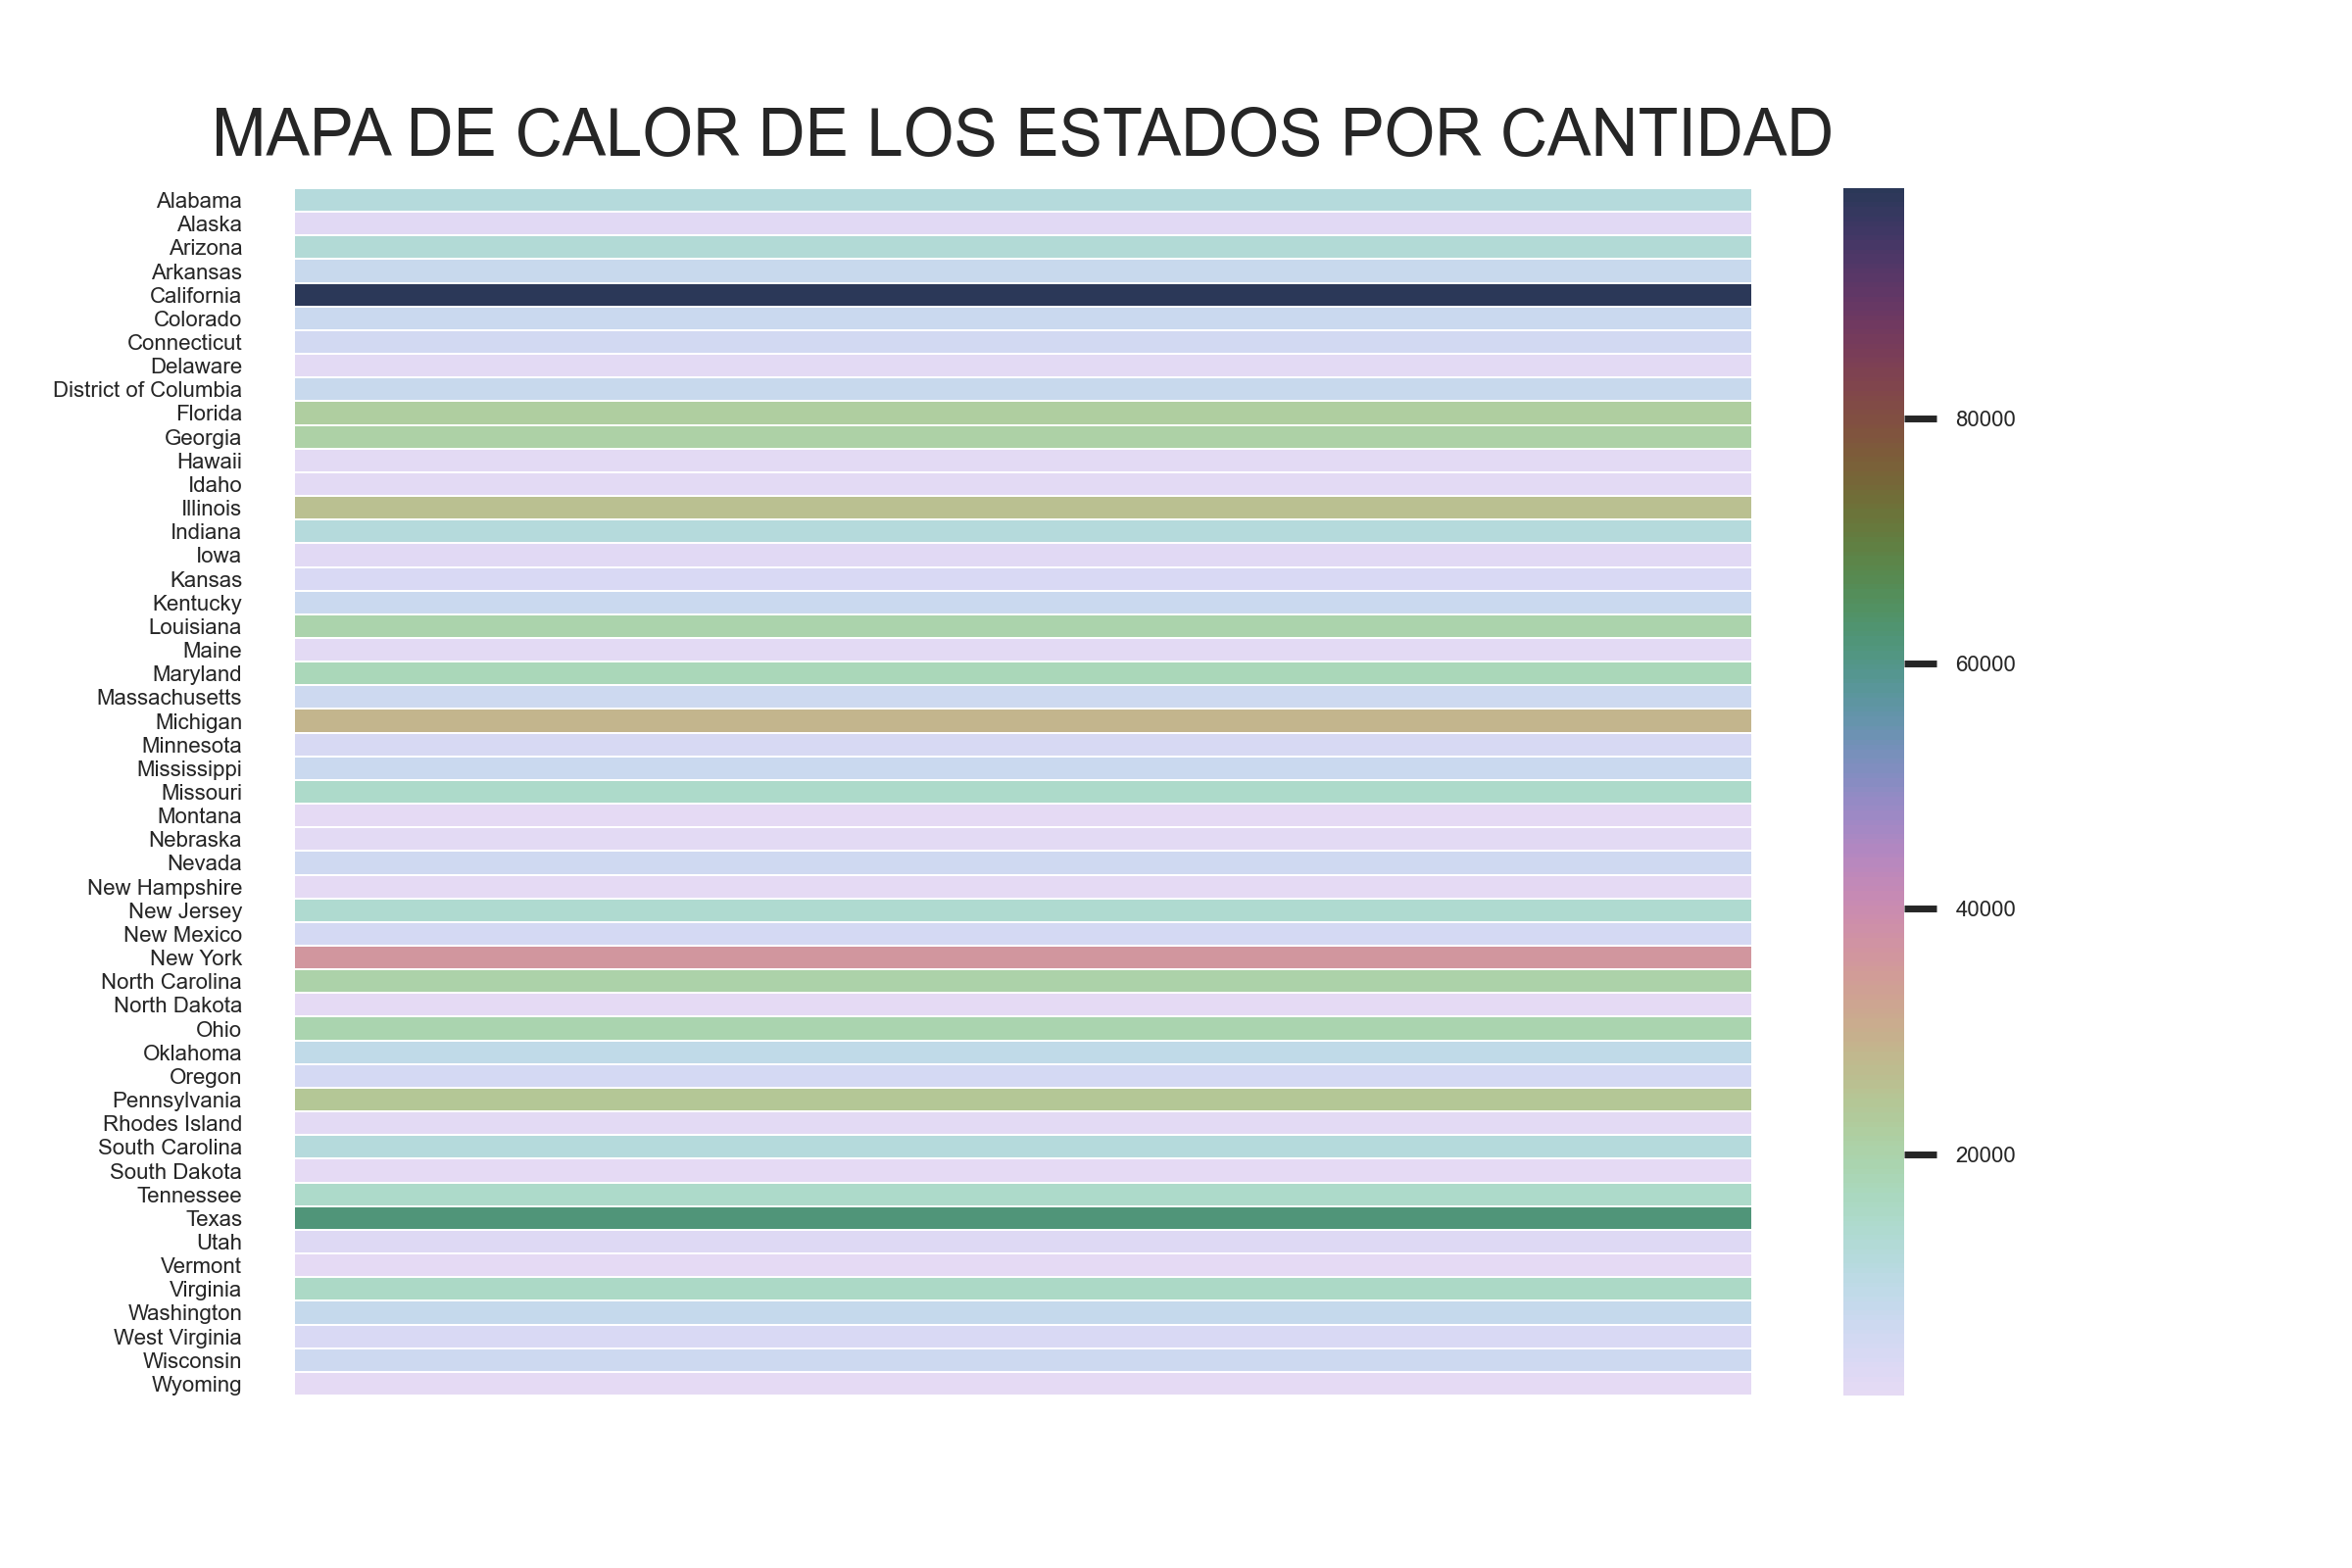 MAPA DE CALOR DE LOS ESTADOS POR CANTIDAD
Alabama
Alaska
Arizona
Arkansas
California
Colorado
Connecticut
Delaware
District of Columbia
Florida
Georgia
Hawaii
Idaho
Illinois
Indiana
Iowa
Kansas
Kentucky
Louisiana
Maine
Maryland
Massachusetts
Michigan
Minnesota
Mississippi
Missouri
Montana
Nebraska
Nevada
New Hampshire
New Jersey
New Mexico
New York
North Carolina
North Dakota
Ohio
Oklahoma
Oregon
Pennsylvania
Rhodes Island
South Carolina
South Dakota
Tennessee
Texas
Utah
Vermont
Virginia
Washington
West Virginia
Wisconsin
Wyoming
80000
60000
40000
20000